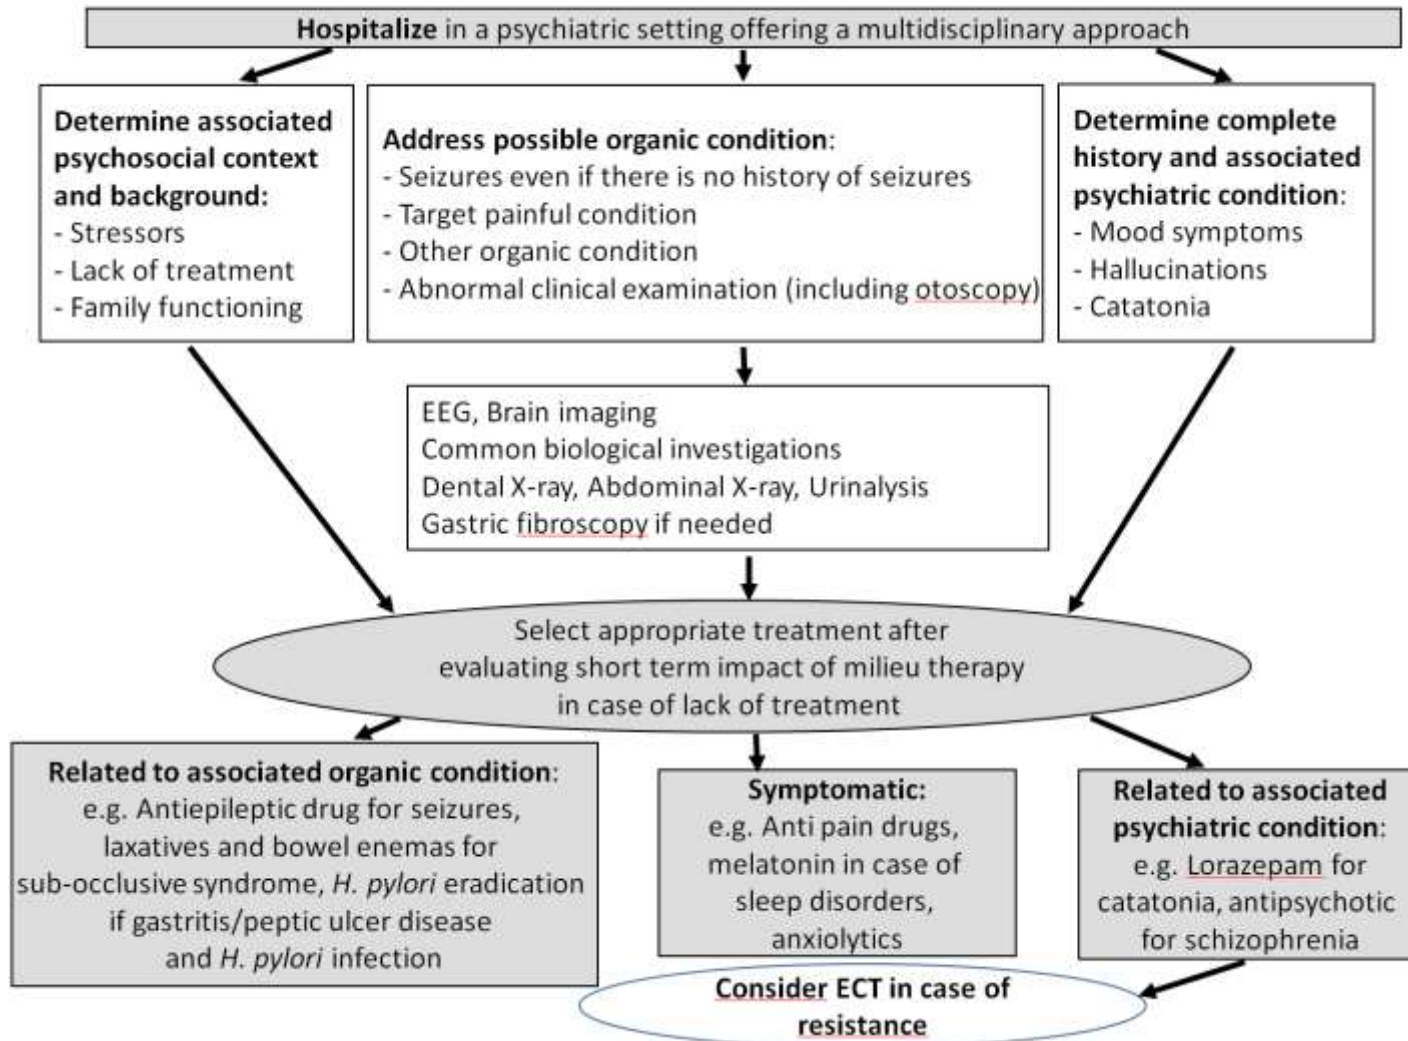 Hospitalize in a psychiatric setting offering a multidisciplinary approach
Determine associated
psychosocial context
and background:
- Stressors
- Lack of treatment
- Family functioning
Address possible organic condition:
- Seizures even if there is no history of seizures
- Target painful condition
- Other organic condition
- Abnormal clinical examination (including otoscopy)
Determine complete
history and associated
psychiatric condition:
- Mood symptoms
- Hallucinations
- Catatonia
EEG, Brain imaging
Common biological investigations
Dental X-ray, Abdominal X-ray, Urinalysis
Gastric fibroscopy if needed
Select appropriate treatment after
evaluating short term impact of milieu therapy
in case of lack of treatment
Related to associated organic condition:
e.g. Antiepileptic drug for seizures,
laxatives and bowel enemas for
sub-occlusive syndrome, H. pylori eradication
if gastritis/peptic ulcer disease
and H. pylori infection
Symptomatic:
e.g. Anti pain drugs,
melatonin in case of
sleep disorders,
anxiolytics
Related to associated
psychiatric condition:
e.g. Lorazepam for
catatonia, antipsychotic
for schizophrenia
Consider ECT in case of
resistance